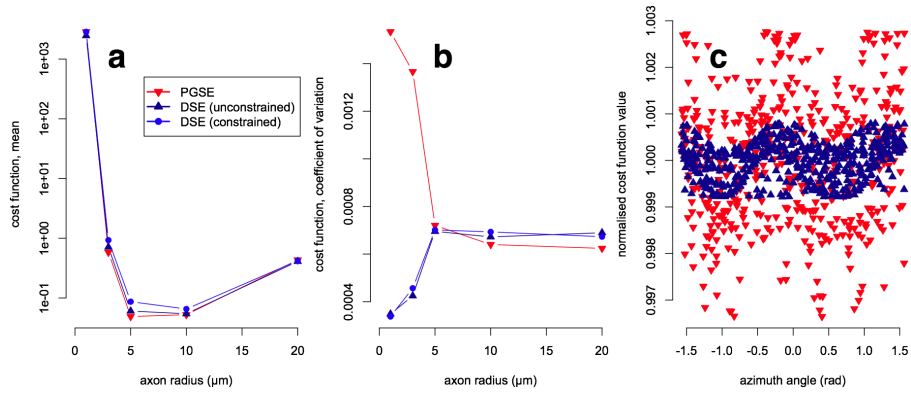 a
cost function, mean
1e+03
1e+02
1e+01
1e+00
1e-01
PGSE
DSE (unconstrained)
DSE (constrained)
0 5 10 15 20
axon radius (µm)
b
cost function, coefficient of variation
0.0012
0.0008
0.0004
0 5 10 15 20
axon radius (µm)
c
normalised cost function value
1.003
1.002
1.001
1.000
0.999
0.998
0.997
-1.5 -1.0 -0.5 0.0 0.5 1.0 1.5
azimuth angle (rad)